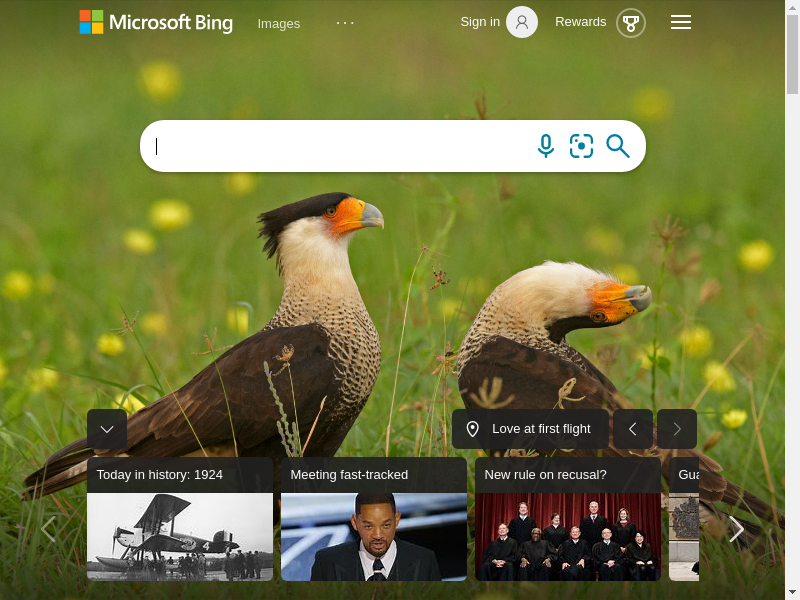 Microsoft Bing
Images
Sign in
Rewards
Love at first flight
Today in history: 1924
Meeting fast-tracked
New rule on recusal?
Gua
4